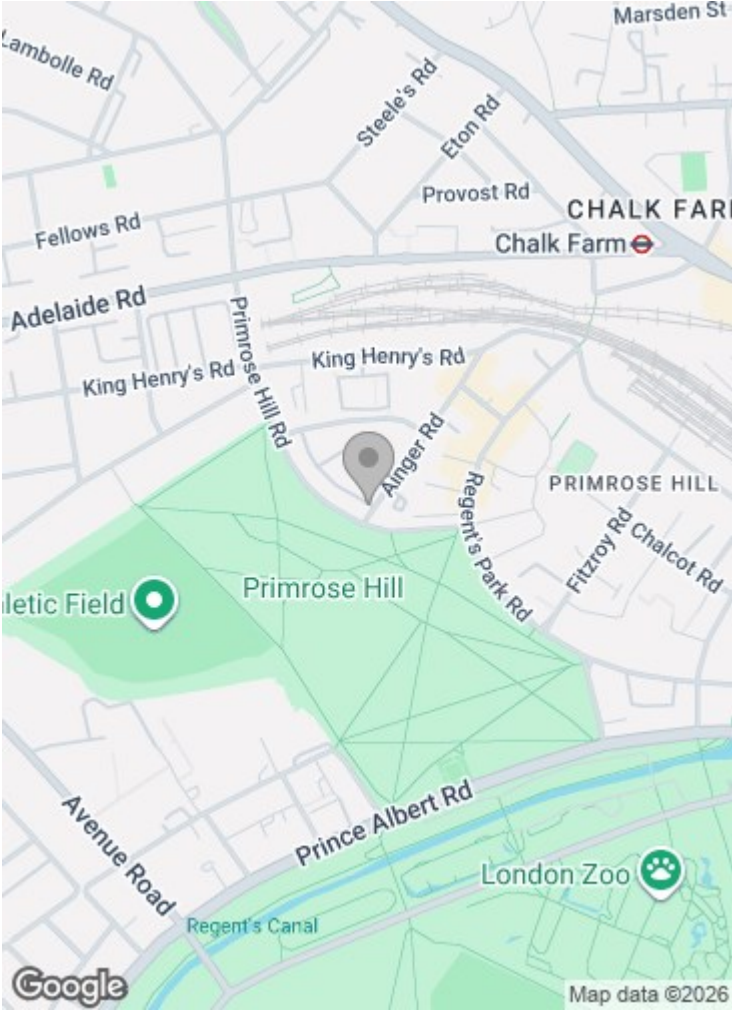 Marsden St
Lambolle Rd
Steele's Rd
Eton Rd
Provost Rd
CHALK FAR
Fellows Rd
Chalk Farm
Adelaide Rd
Primrose Hill Rd
King Henry's Rd
King Henry's Rd
Ainger Rd
Regent's Park Rd
PRIMROSE HILL
Fitzroy Rd
Chalcot Rd
letic Field
Primrose Hill
Avenue Road
Prince Albert Rd
London Zoo
Regent's Canal
Google
Map data ©2026